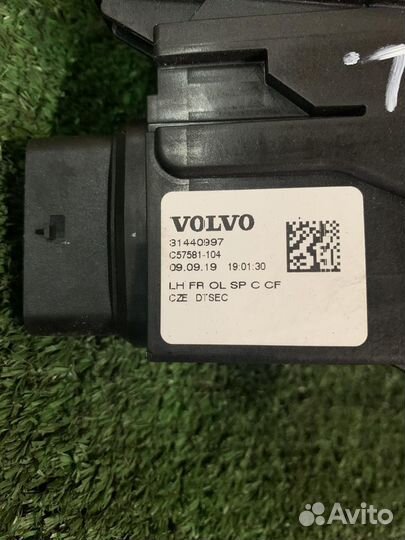 VOLVO
31440997
C57581-104
09.09.19 19:01:30
LH FR OL SP C CF
CZE DTSEC
Avito